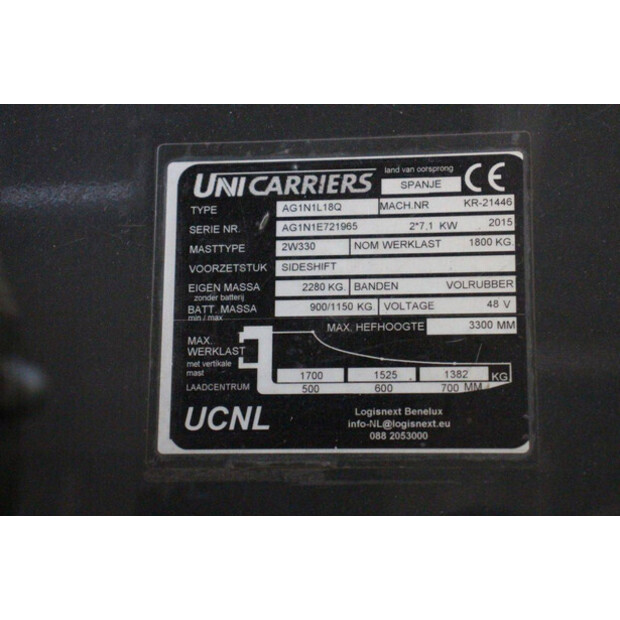 UNICARRIERS land van oorsprong SPANJE CE
TYPE AG1N1L18Q MACH.NR KR-21446
SERIE NR. AG1N1E721965 2*7,1 KW 2015
MASTTYPE 2W330 NOM WERKLAST 1800 KG.
VOORZETSTUK SIDESHIFT
EIGEN MASSA 2280 KG. BANDEN VOLRUBBER
zonder batterij
BATT. MASSA 900/1150 KG. VOLTAGE 48 V
min / max
MAX. HEFHOOGTE 3300 MM
MAX.
WERKLAST
met vertikale
mast 1700 1525 1382 KG
LAADCENTRUM 500 600 700 MM
UCNL
Logisnext Benelux
info-NL@logisnext.eu
088 2053000